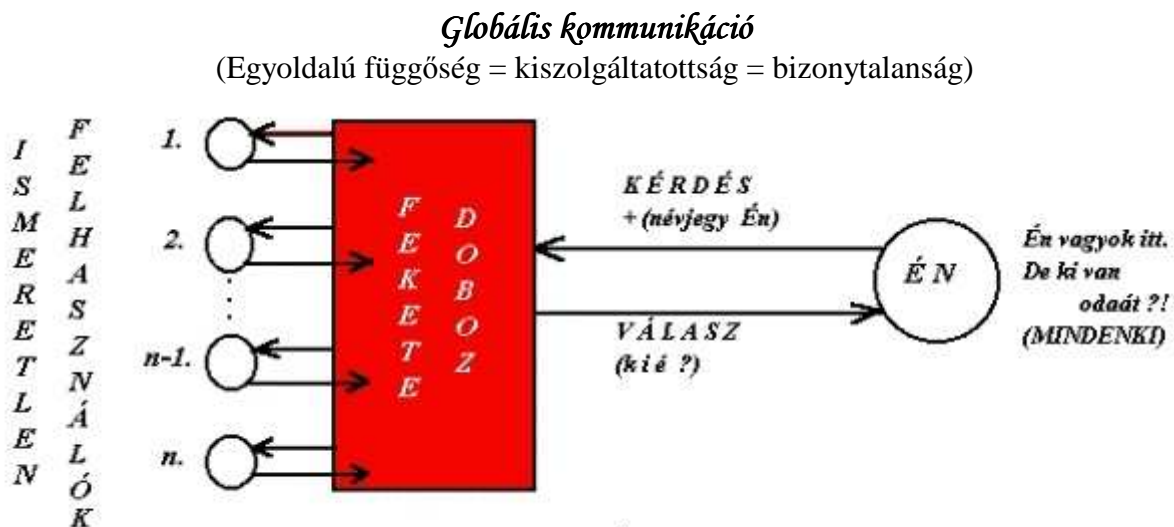 Globális kommunikáció
(Egyoldalú függőség = kiszolgáltatottság = bizonytalanság)
ISMERETLEN
FELHASZNÁLÓK
1.
2.
n-1.
n.
FEKETE
DOBOZ
KÉRDÉS
+ (névjegy Én)
VÁLASZ
(kié ?)
ÉN
Én vagyok itt.
De ki van
odaát ?!
(MINDENKI)